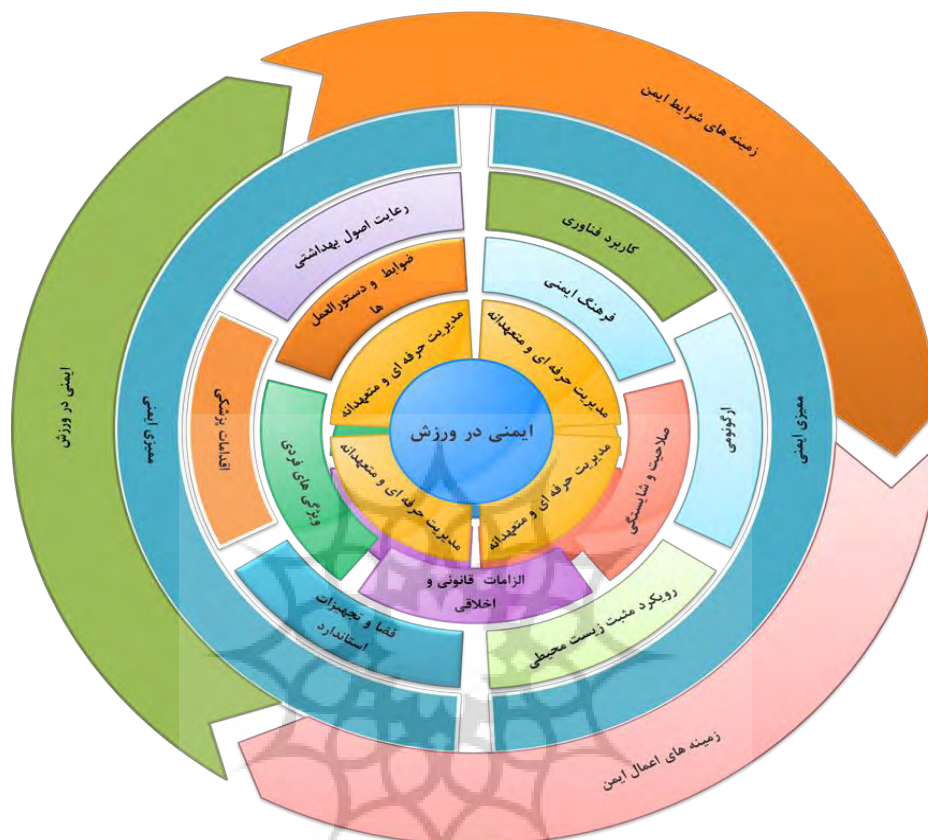 زمینه های شرایط ایمن
ایمنی در ورزش
زمینه های اعمال ایمن
ممیزی ایمنی
ممیزی ایمنی
رعایت اصول بهداشتی
کاربرد فناوری
ارگونومی
رویکرد مثبت زیست محیطی
فضا و تجهیزات
استاندارد
اقدامات پزشکی
ضوابط و دستورالعمل
ها
فرهنگ ایمنی
صلاحیت و شایستگی
الزامات قانونی و
اخلاقی
ویژگی های فردی
مدیریت حرفه ای و متعهدانه
مدیریت حرفه ای و متعهدانه
مدیریت حرفه ای و متعهدانه
مدیریت حرفه ای و متعهدانه
ایمنی در ورزش